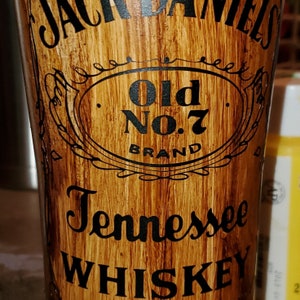 JACK DANIEL'S
Old
No.7
BRAND
Tennessee
WHISKEY